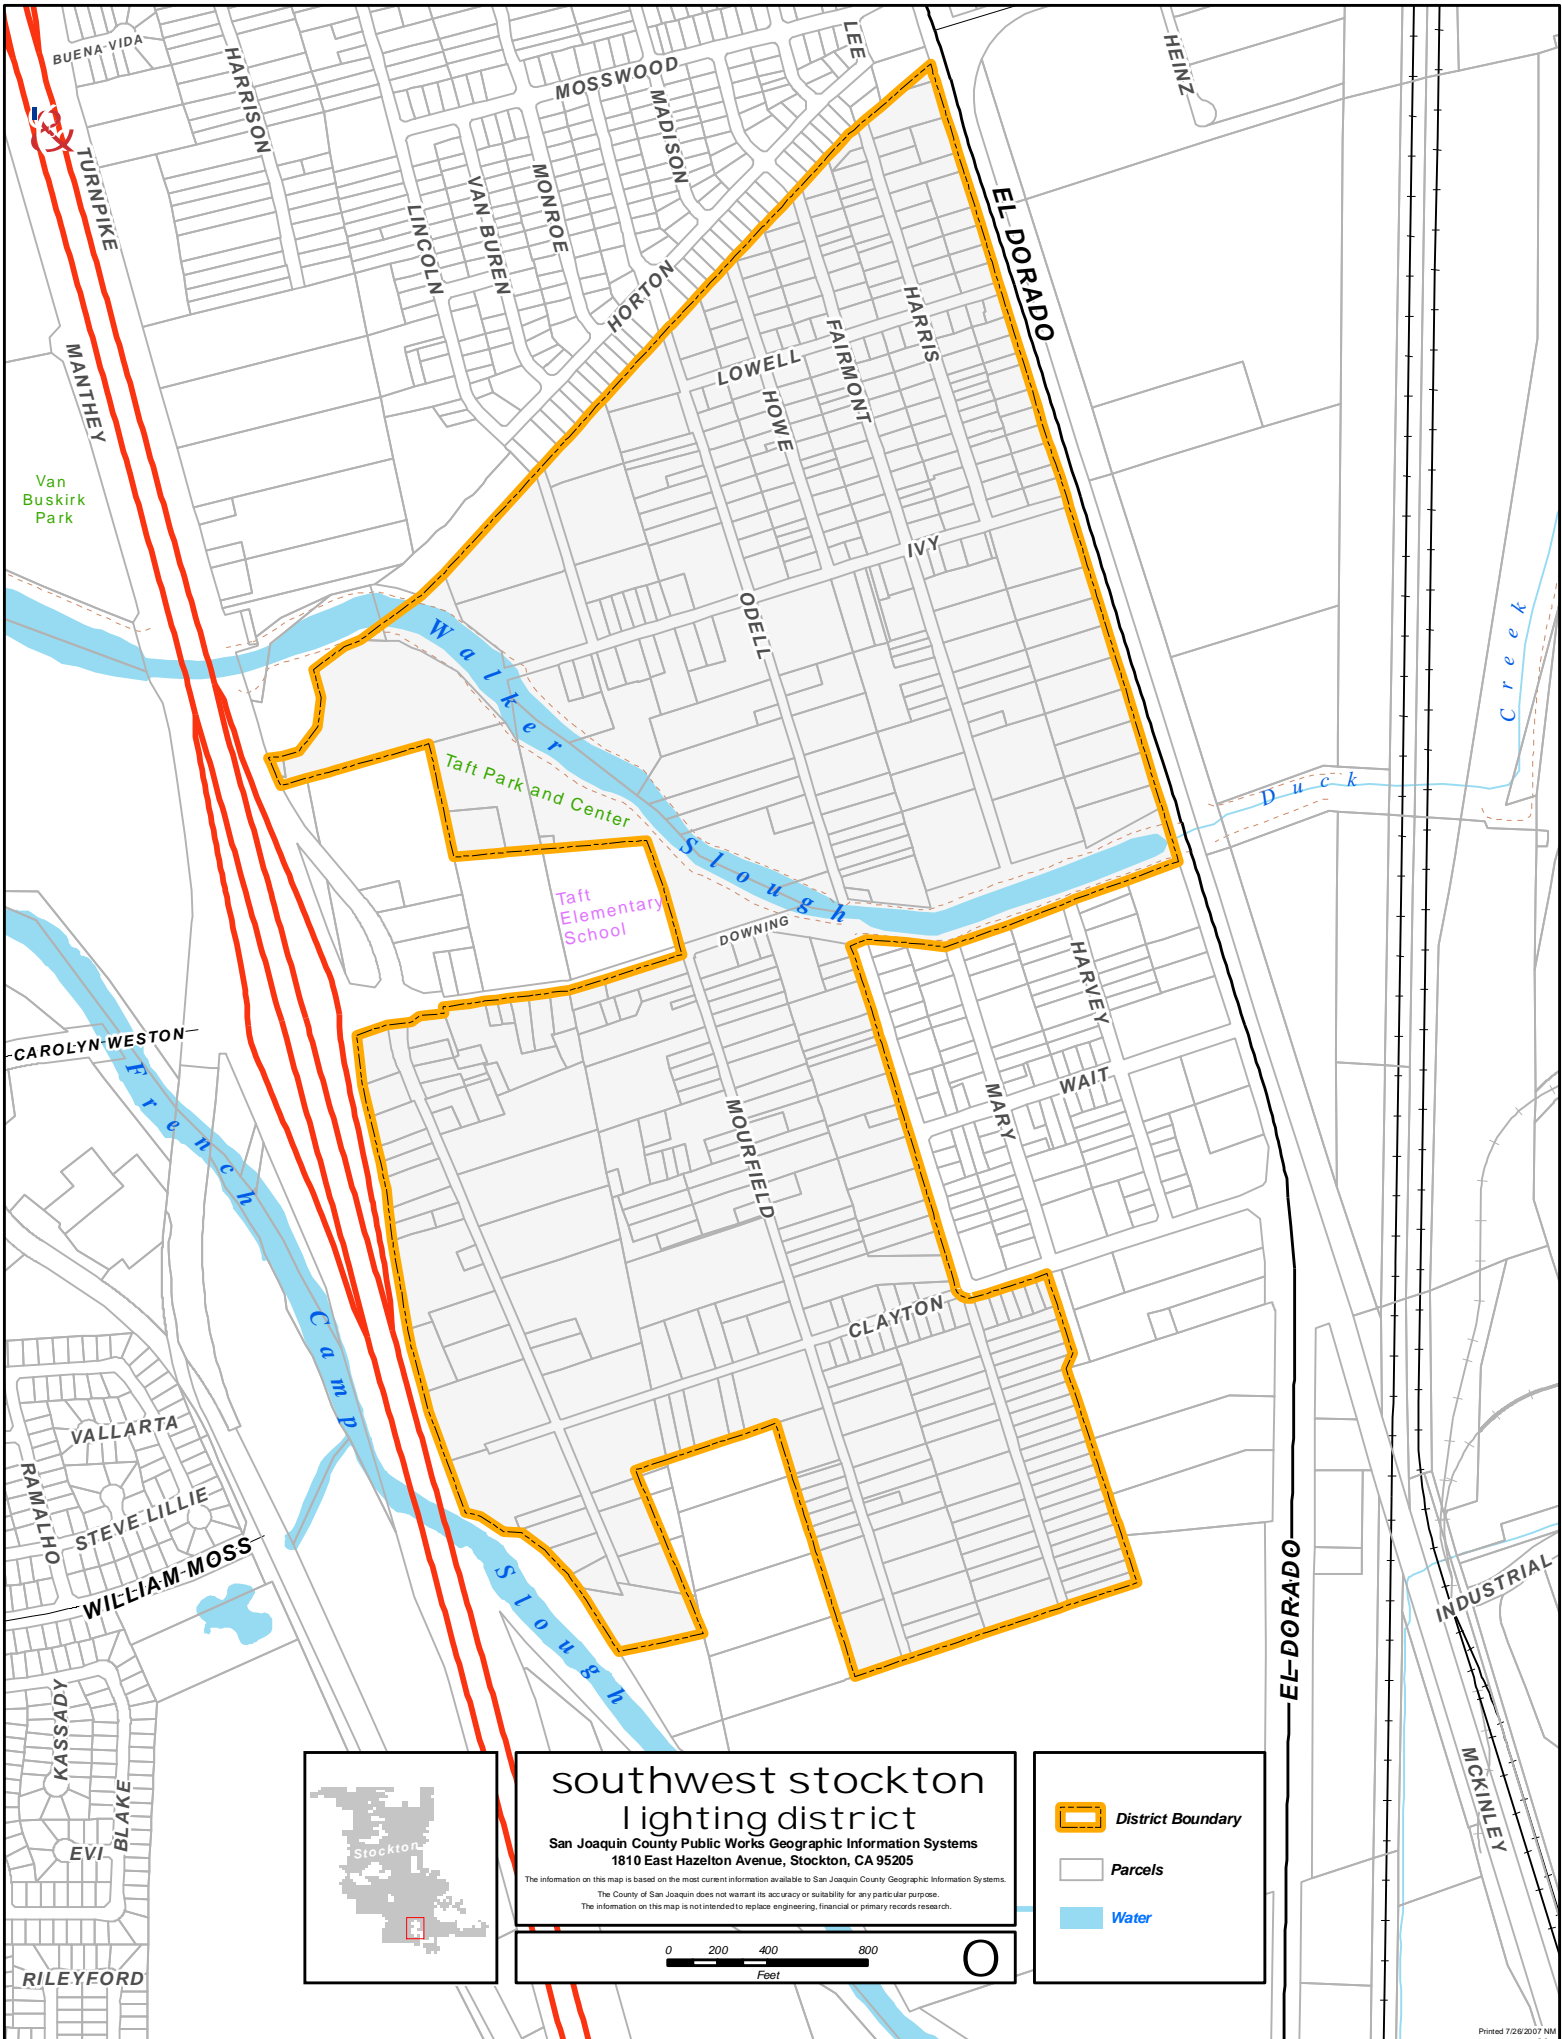 BUENA VIDA
HARRISON
MOSSWOOD
MADISON
LEE
HEINZ
TURNPIKE
LINCOLN
VAN BUREN
MONROE
HORTON
EL DORADO
MANTHEY
LOWELL
HOWE
FAIRMONT
HARRIS
Van
Buskirk
Park
IVY
ODELL
Walker
Slough
Creek
Duck
Taft Park and Center
Taft
Elementary
School
DOWNING
HARVEY
CAROLYN WESTON
French
Camp
Slough
MOURFIELD
MARY
WAIT
CLAYTON
VALLARTA
RAMALHO
STEVE LILLIE
WILLIAM MOSS
EL DORADO
INDUSTRIAL
KASSADY
BLAKE
EVI
RILEYFORD
MCKINLEY
Stockton
southwest stockton
lighting district
San Joaquin County Public Works Geographic Information Systems
1810 East Hazelton Avenue, Stockton, CA 95205
The information on this map is based on the most current information available to San Joaquin County Geographic Information Systems.
The County of San Joaquin does not warrant its accuracy or suitability for any particular purpose.
The information on this map is not intended to replace engineering, financial or primary records research.
0 200 400 800
Feet
O
District Boundary
Parcels
Water
Printed 7/26/2007 NM